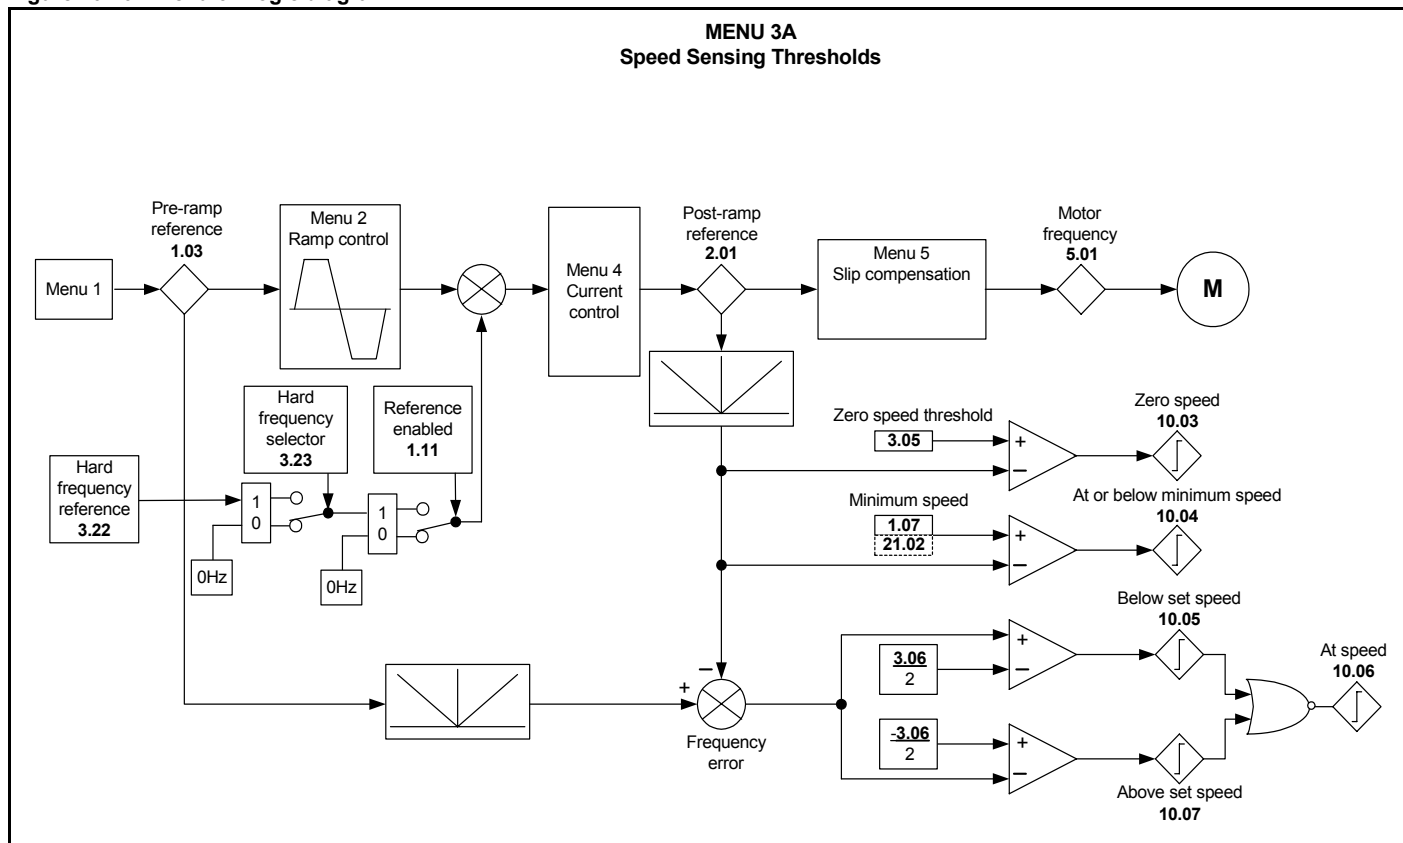 MENU 3A
Speed Sensing Thresholds
Pre-ramp
reference
1.03
Menu 2
Ramp control
Menu 1
Menu 4
Current
control
Post-ramp
reference
2.01
Menu 5
Slip compensation
Motor
frequency
5.01
M
Hard
frequency
selector
3.23
Reference
enabled
1.11
Hard
frequency
reference
3.22
1
0
0Hz
1
0
0Hz
Zero speed threshold
3.05
+
−
Zero speed
10.03
Minimum speed
1.07
21.02
+
−
At or below minimum speed
10.04
−
+
Frequency
error
3.06
2
+
−
Below set speed
10.05
-3.06
2
+
−
Above set speed
10.07
At speed
10.06